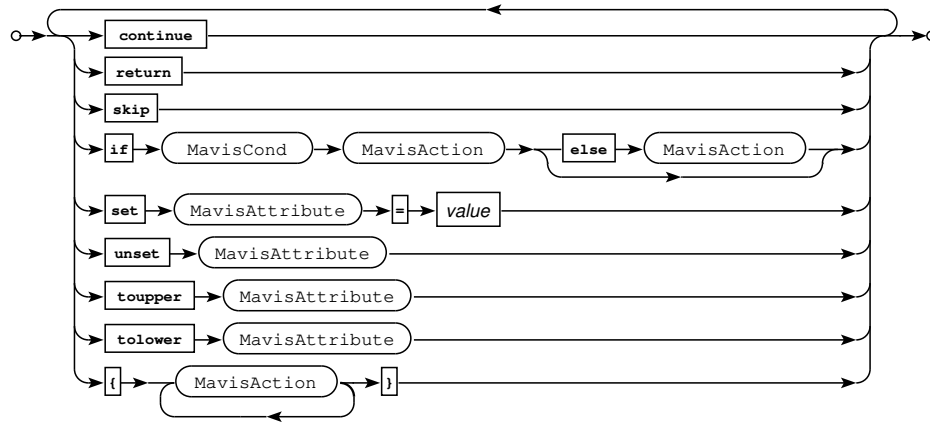 continue
return
skip
if MavisCond MavisAction else MavisAction
set MavisAttribute = value
unset MavisAttribute
toupper MavisAttribute
tolower MavisAttribute
{ MavisAction }